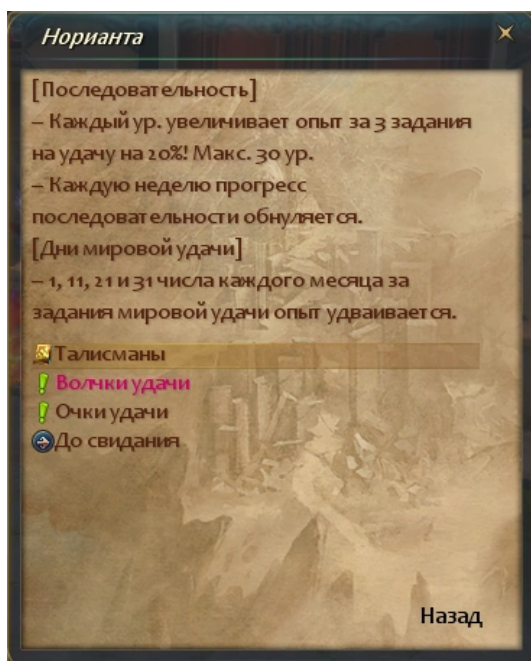 Норианта
[Последовательность]
– Каждый ур. увеличивает опыт за 3 задания
на удачу на 20%! Макс. 30 ур.
– Каждую неделю прогресс
последовательности обнуляется.
[Дни мировой удачи]
– 1, 11, 21 и 31 числа каждого месяца за
задания мировой удачи опыт удваивается.
Талисманы
Волчки удачи
Очки удачи
До свидания
Назад